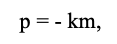 p = - km,